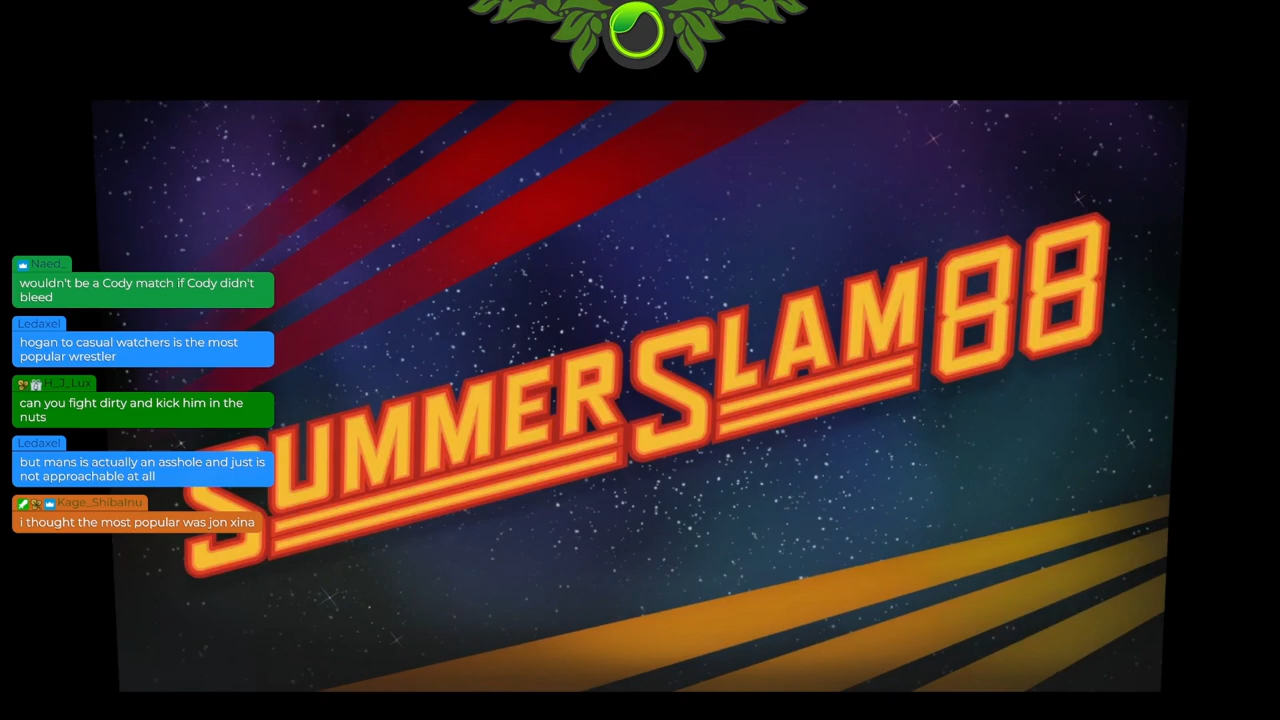 Naed_
wouldn't be a Cody match if Cody didn't
bleed
Ledaxel
hogan to casual watchers is the most
popular wrestler
H_J_Lux
can you fight dirty and kick him in the
nuts
Ledaxel
but mans is actually an asshole and just is
not approachable at all
Kage_ShibaInu
i thought the most popular was jon xina
SUMMERSLAM 88